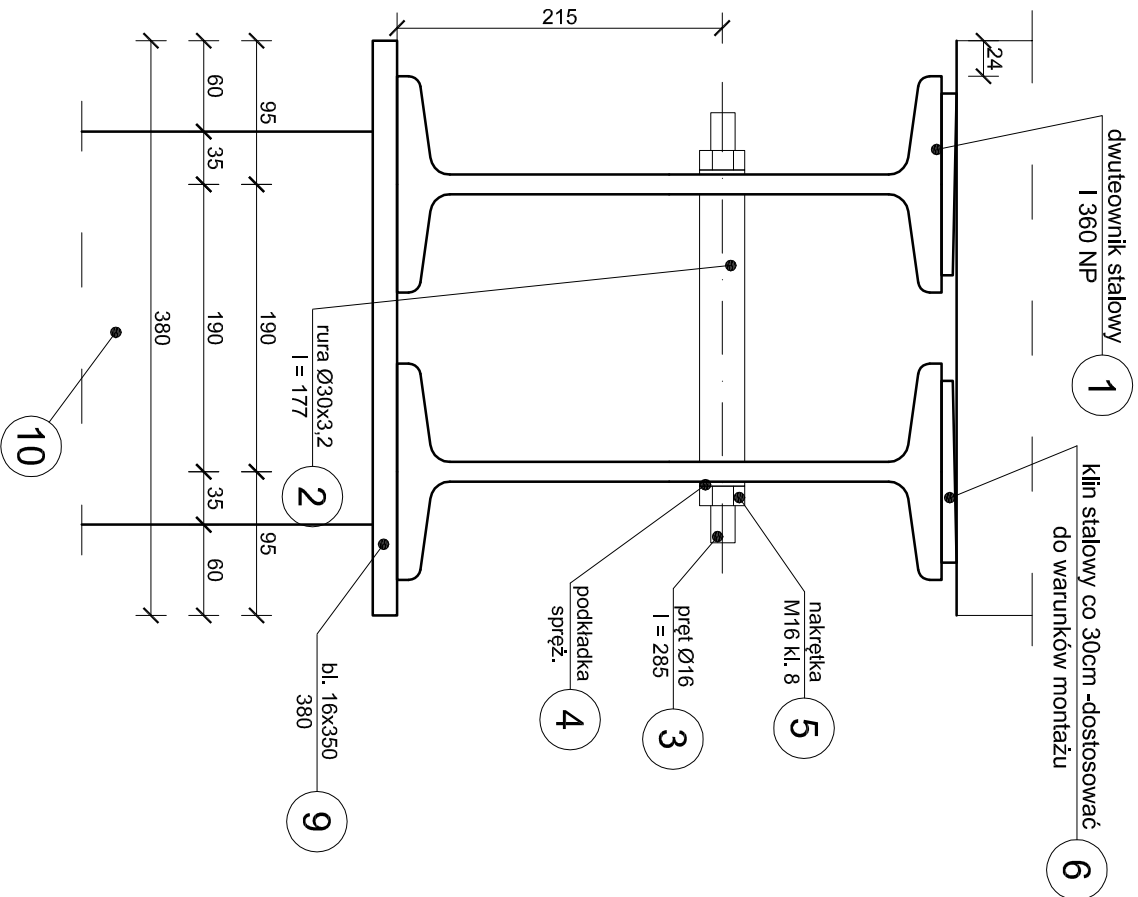 dwuteownik stalowy
I 360 NP
1
klin stalowy co 30cm -dostosować
do warunków montażu
6
24
215
nakrętka
M16 kl. 8
5
pręt Ø16
l = 285
3
podkładka
spręż.
4
rura Ø30x3,2
l = 177
2
bl. 16x350
380
9
95
190
95
60
35
190
35
60
380
10